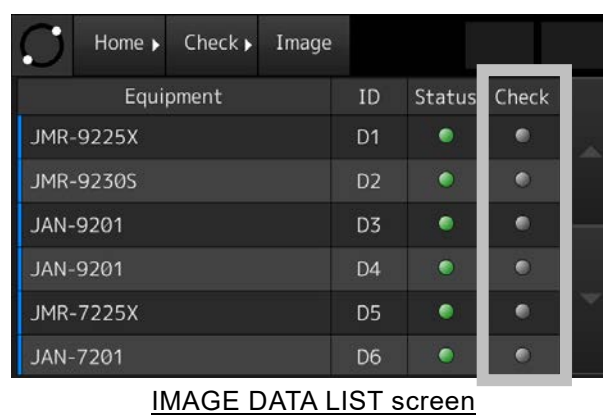 Home Check Image
Equipment ID Status Check
JMR-9225X D1
JMR-9230S D2
JAN-9201 D3
JAN-9201 D4
JMR-7225X D5
JAN-7201 D6
IMAGE DATA LIST screen